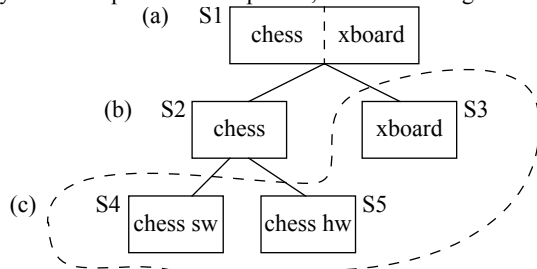 (a) S1 chess xboard
(b) S2 chess xboard S3
(c) S4 chess sw chess hw S5